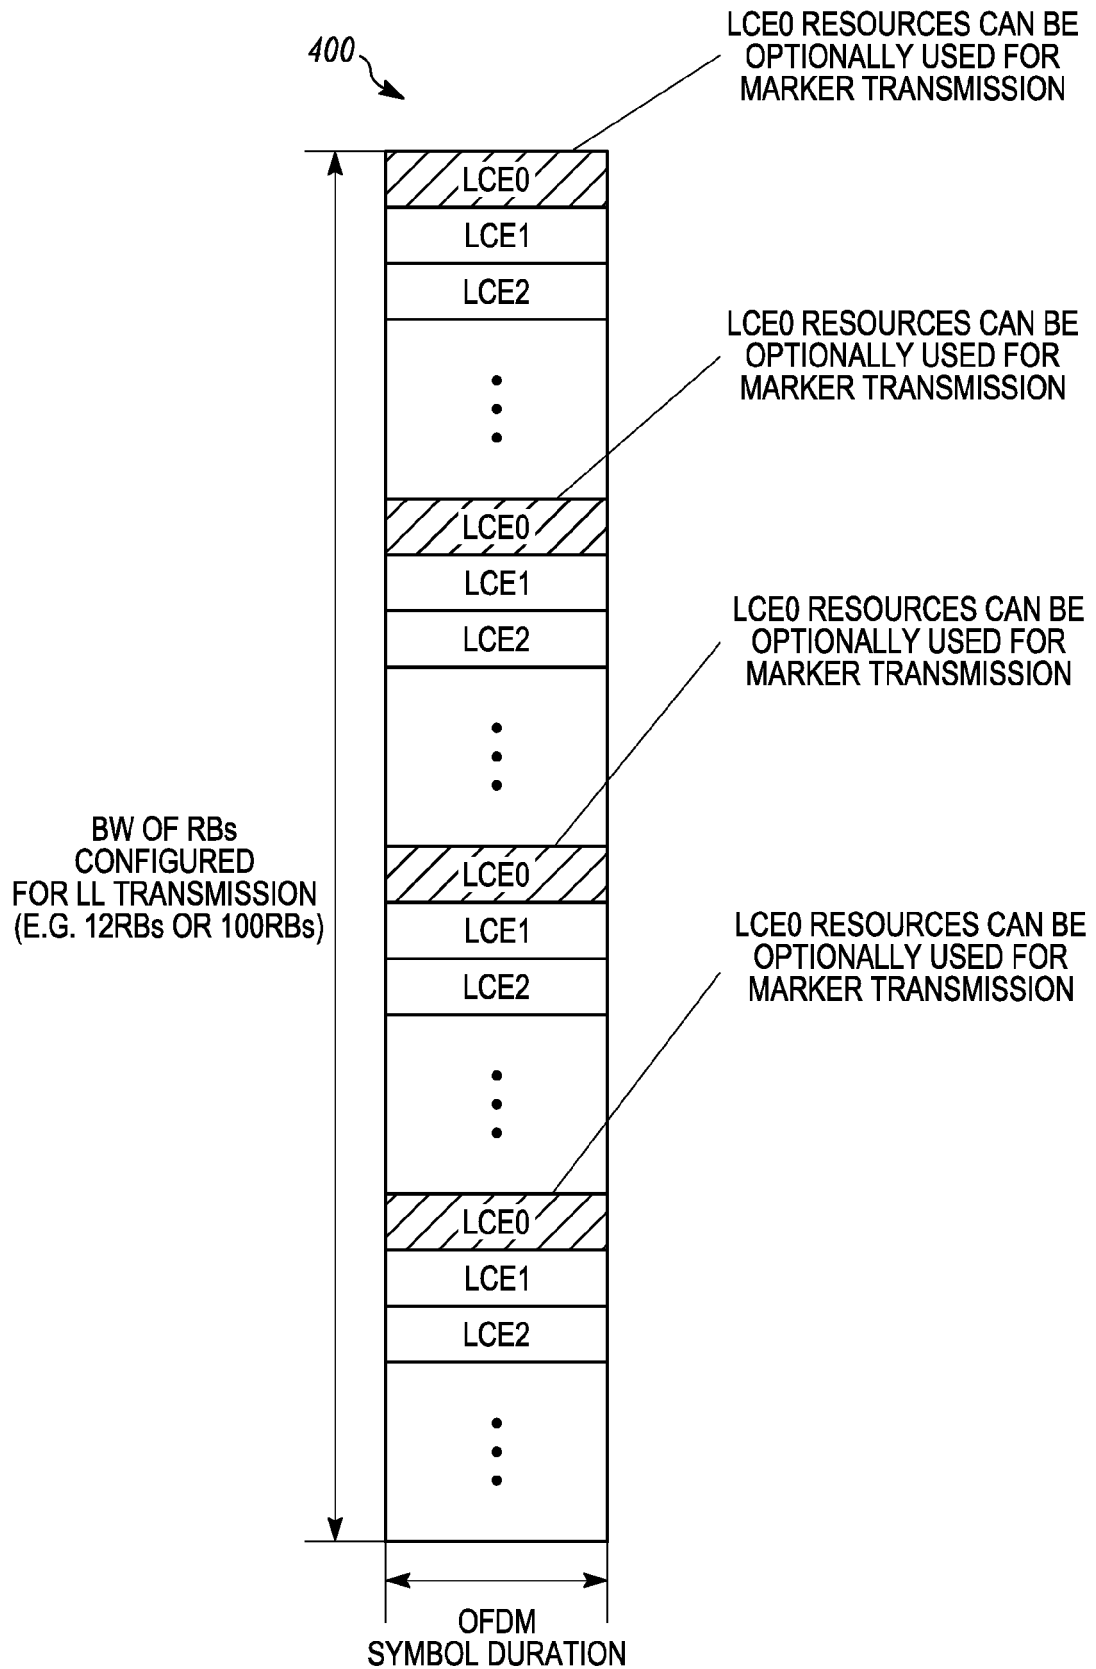 400
LCE0 RESOURCES CAN BE
OPTIONALLY USED FOR
MARKER TRANSMISSION
LCE0
LCE1
LCE2
LCE0 RESOURCES CAN BE
OPTIONALLY USED FOR
MARKER TRANSMISSION
LCE0
LCE1
LCE2
LCE0 RESOURCES CAN BE
OPTIONALLY USED FOR
MARKER TRANSMISSION
BW OF RBs
CONFIGURED
FOR LL TRANSMISSION
(E.G. 12RBs OR 100RBs)
LCE0
LCE1
LCE2
LCE0 RESOURCES CAN BE
OPTIONALLY USED FOR
MARKER TRANSMISSION
LCE0
LCE1
LCE2
OFDM
SYMBOL DURATION